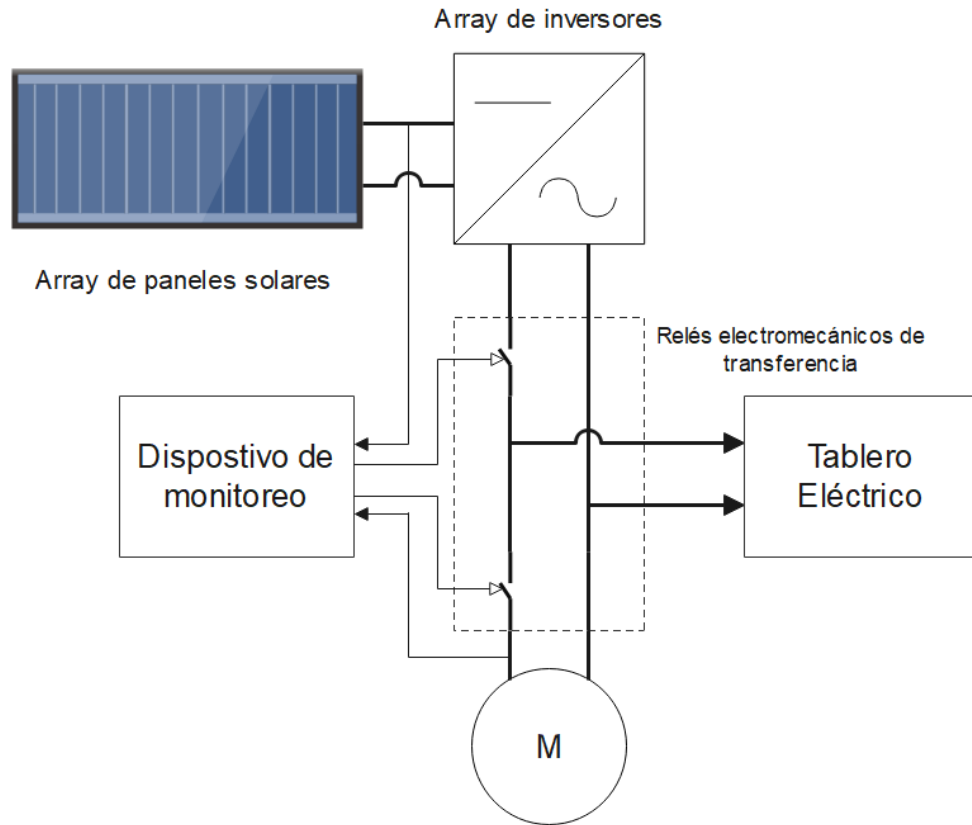 Array de inversores
Array de paneles solares
Relés electromecánicos de
transferencia
Dispostivo de
monitoreo
Tablero
Eléctrico
M